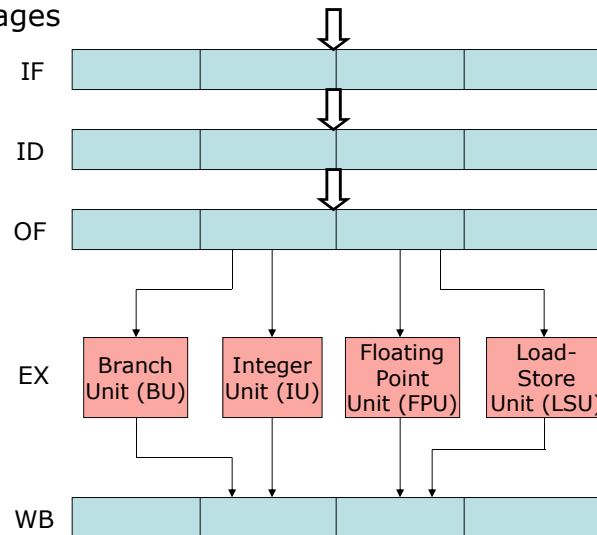 ages
IF
ID
OF
EX
Branch
Unit (BU)
Integer
Unit (IU)
Floating
Point
Unit (FPU)
Load-
Store
Unit (LSU)
WB